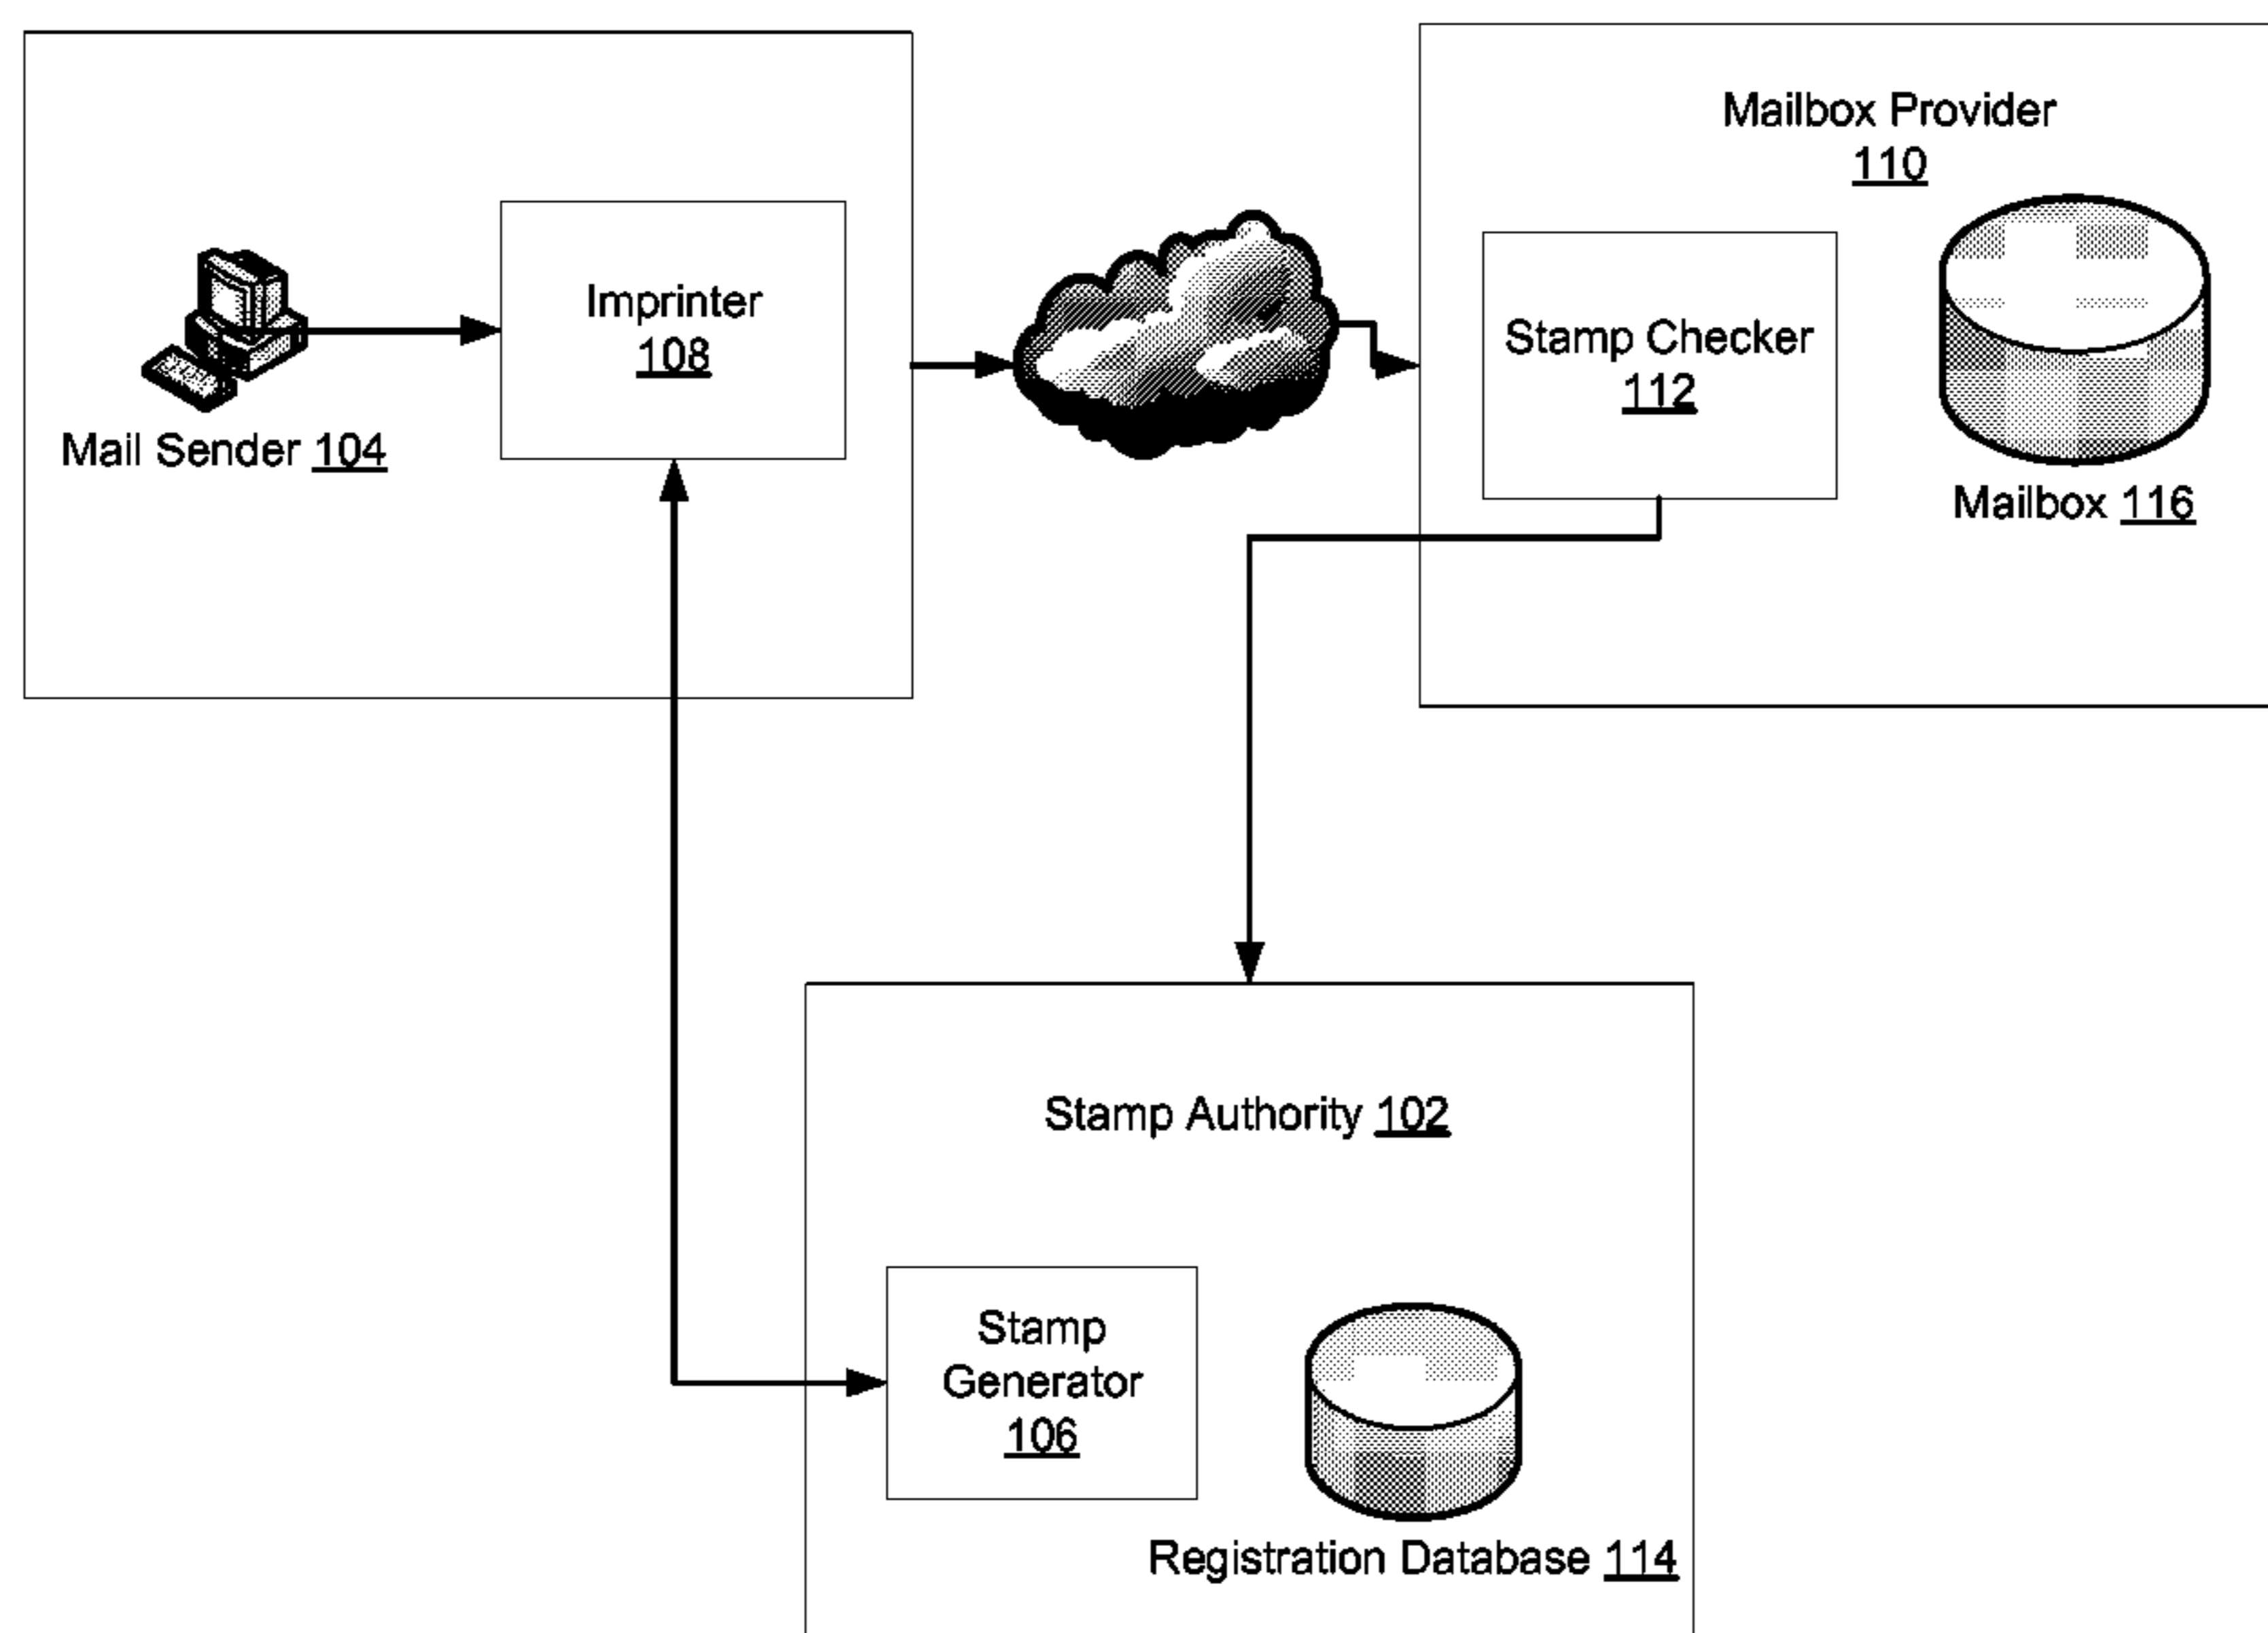 Mailbox Provider
110
Imprinter
108
Stamp Checker
112
Mail Sender 104
Mailbox 116
Stamp Authority 102
Stamp
Generator
106
Registration Database 114